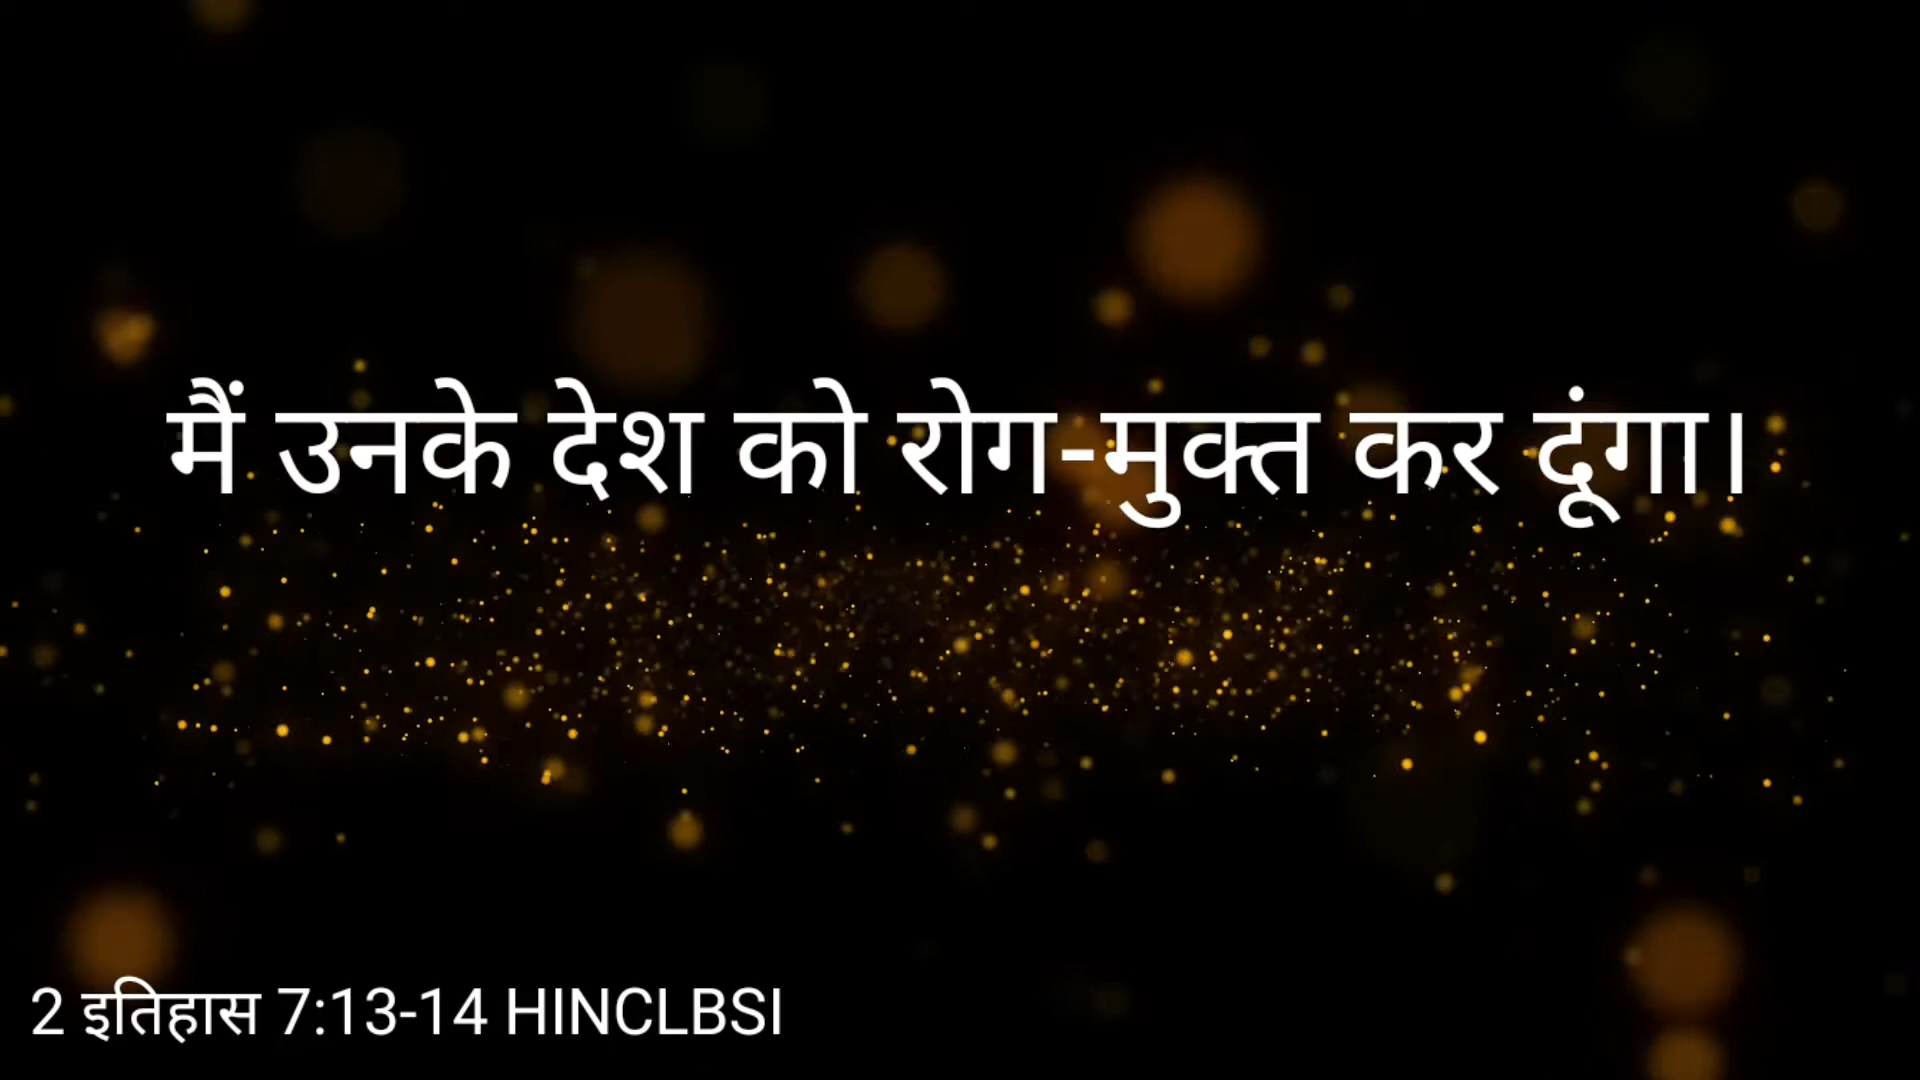 मैं उनके देश को रोग-मुक्त कर दूंगा।
2 इतिहास 7:13-14 HINCLBSI